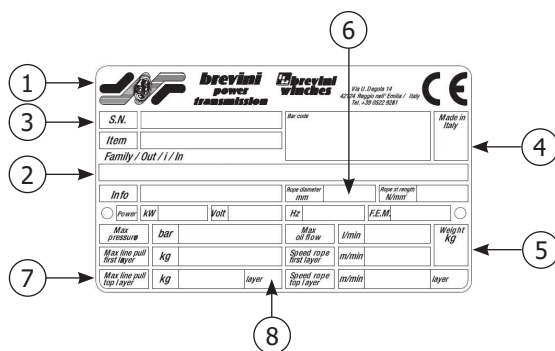 6
1
brevini
power
transmission
brevini
winches
Via U. Degola 14
42124 Reggio nell' Emilia / Italy
Tel. +39 0522 9281
CE
3
S.N.
Bar code
Made in
Italy
Item
4
Family / Out / i / In
2
Info
Rope diameter
mm
Rope st rength
N/mm²
Power
kW
Volt
Hz
F.E.M.
Max
pressure
bar
Max
oil flow
l/min
Weight
kg
5
Max line pull
first layer
kg
Speed rope
first layer
m/min
7
Max line pull
top layer
kg
layer
Speed rope
top layer
m/min
layer
8